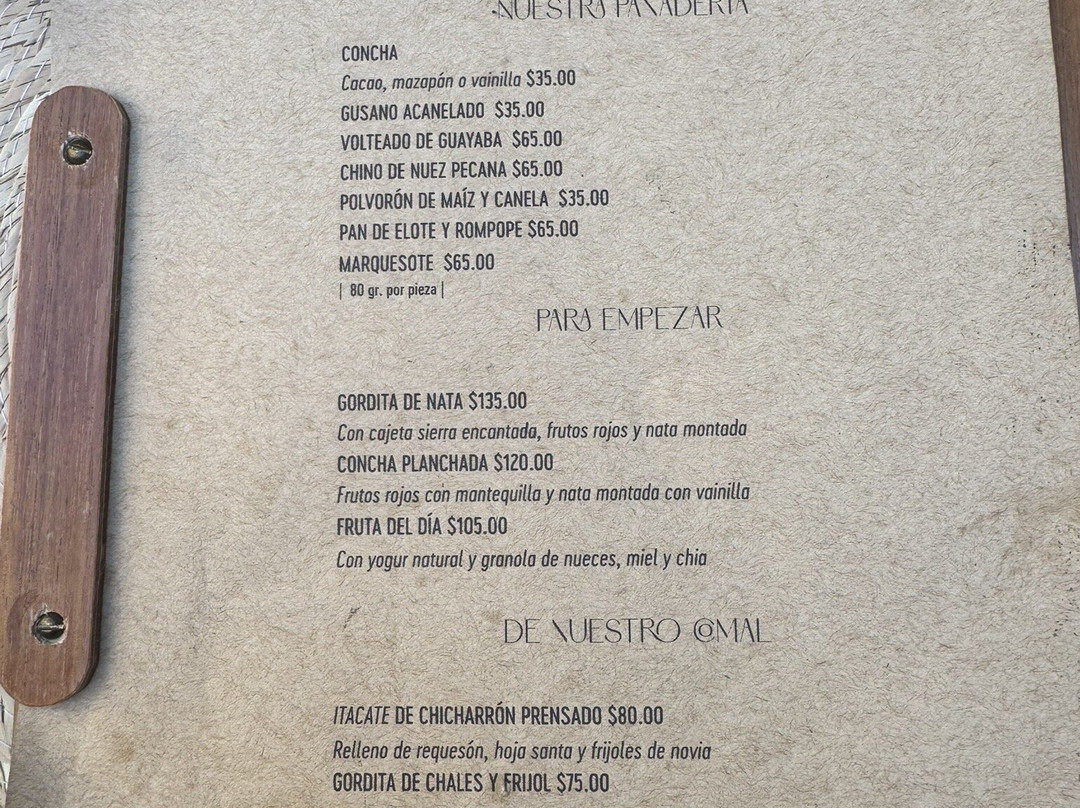 NUESTRA PANADERÍA
CONCHA
Cacao, mazapán o vainilla $35.00
GUSANO ACANELADO $35.00
VOLTEADO DE GUAYABA $65.00
CHINO DE NUEZ PECANA $65.00
POLVORÓN DE MAÍZ Y CANELA $35.00
PAN DE ELOTE Y ROMPOPE $65.00
MARQUESOTE $65.00
| 80 gr. por pieza |
PARA EMPEZAR
GORDITA DE NATA $135.00
Con cajeta sierra encantada, frutos rojos y nata montada
CONCHA PLANCHADA $120.00
Frutos rojos con mantequilla y nata montada con vainilla
FRUTA DEL DÍA $105.00
Con yogur natural y granola de nueces, miel y chia
DE NUESTRO COMAL
ITACATE DE CHICHARRÓN PRENSADO $80.00
Relleno de requesón, hoja santa y frijoles de novia
GORDITA DE CHALES Y FRIJOL $75.00